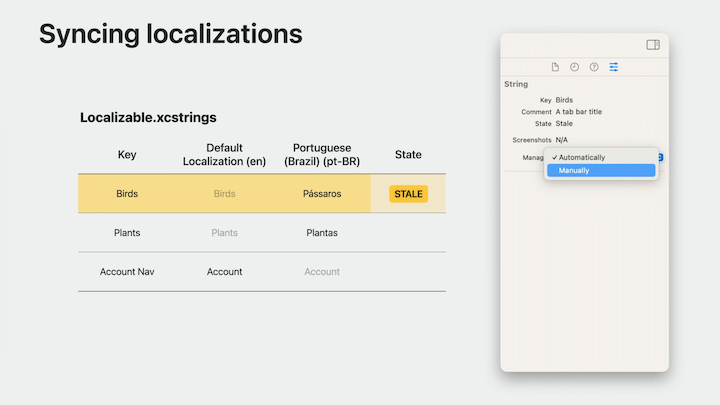 Syncing localizations
Localizable.xcstrings
Key
Default
Localization (en)
Portuguese
(Brazil) (pt-BR)
State
Birds Birds Pássaros STALE
Plants Plants Plantas
Account Nav Account Account
String
Key Birds
Comment A tab bar title
State Stale
Screenshots N/A
Manag
✓ Automatically
Manually